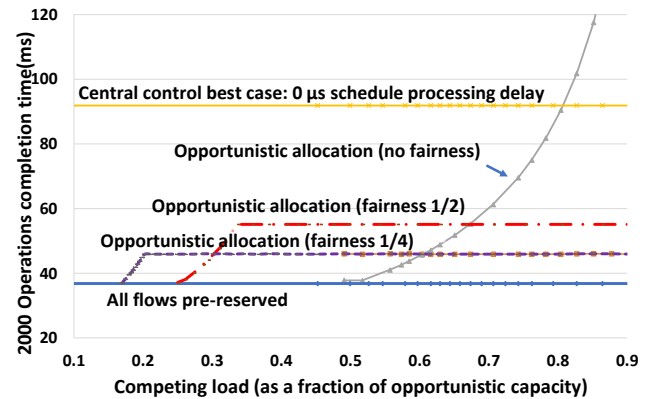 2000 Operations completion time(ms)
120
100
80
60
40
20
Central control best case: 0 µs schedule processing delay
Opportunistic allocation (no fairness)
Opportunistic allocation (fairness 1/2)
Opportunistic allocation (fairness 1/4)
All flows pre-reserved
0.1 0.2 0.3 0.4 0.5 0.6 0.7 0.8 0.9
Competing load (as a fraction of opportunistic capacity)